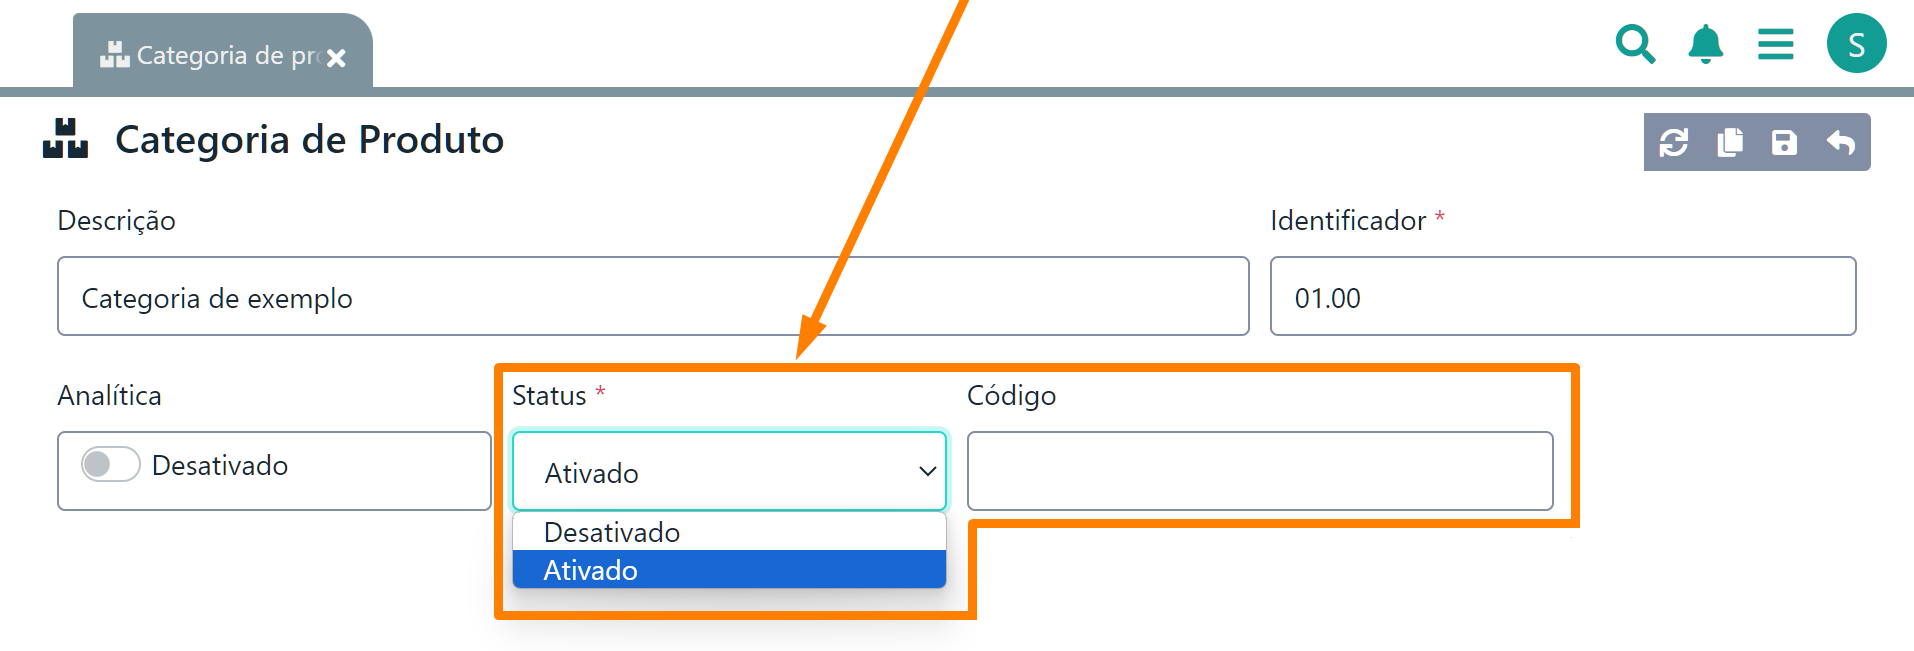 Categoria de pr
S
Categoria de Produto
Descrição
Identificador *
Categoria de exemplo
01.00
Analítica
Status *
Código
Desativado
Ativado
Desativado
Ativado